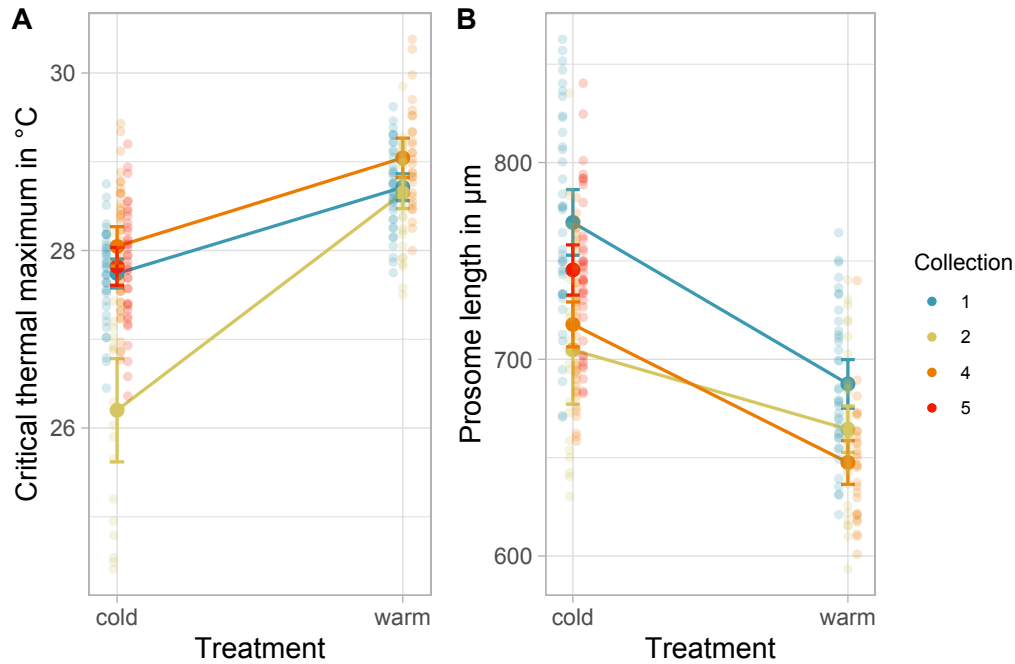 A
Critical thermal maximum in °C
30
28
26
cold
warm
Treatment
B
Prosome length in µm
800
700
600
cold
warm
Treatment
Collection
1
2
4
5